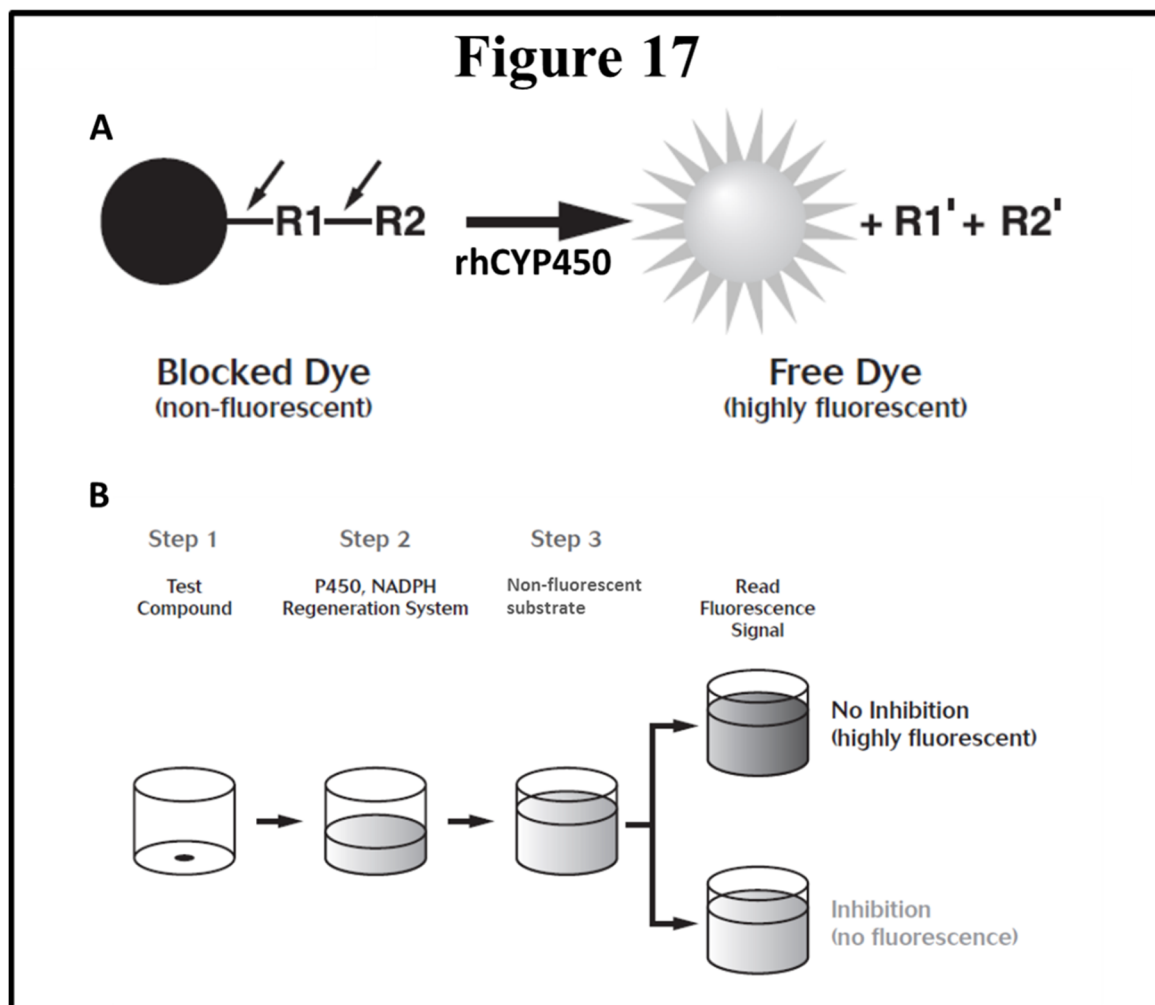 Figure 17
A
R1 R2
rhCYP450
+ R1' + R2'
Blocked Dye
(non-fluorescent)
Free Dye
(highly fluorescent)
B
Step 1
Test
Compound
Step 2
P450, NADPH
Regeneration System
Step 3
Non-fluorescent
substrate
Read
Fluorescence
Signal
No Inhibition
(highly fluorescent)
Inhibition
(no fluorescence)